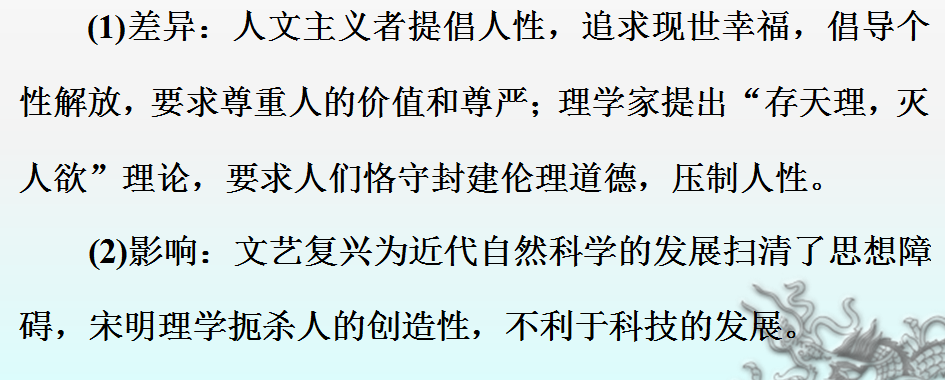 (1)差异：人文主义者提倡人性，追求现世幸福，倡导个
性解放，要求尊重人的价值和尊严；理学家提出“存天理，灭
人欲”理论，要求人们恪守封建伦理道德，压制人性。
(2)影响：文艺复兴为近代自然科学的发展扫清了思想障
碍，宋明理学扼杀人的创造性，不利于科技的发展。